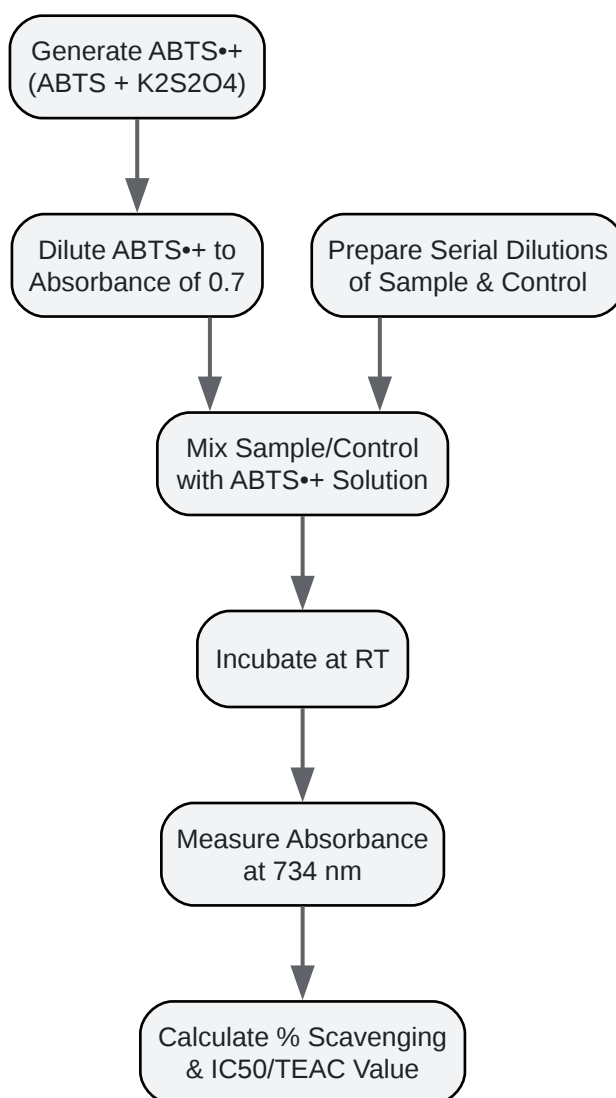 Generate ABTS•+
(ABTS + K2S2O4)
Dilute ABTS•+ to
Absorbance of 0.7
Prepare Serial Dilutions
of Sample & Control
Mix Sample/Control
with ABTS•+ Solution
Incubate at RT
Measure Absorbance
at 734 nm
Calculate % Scavenging
& IC50/TEAC Value